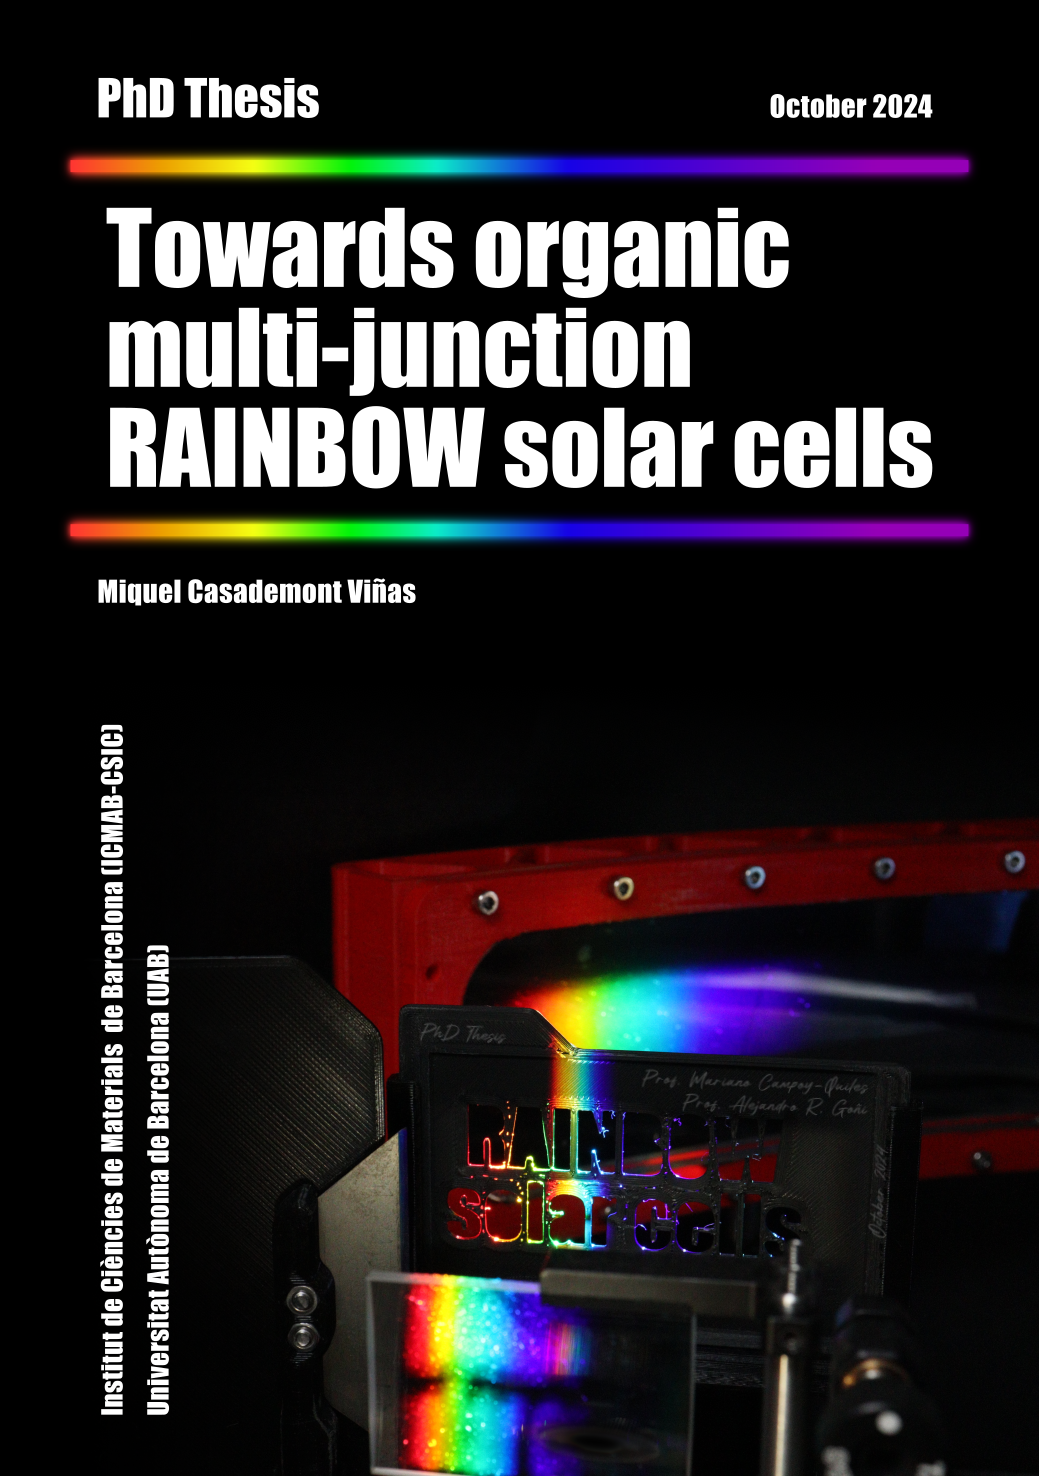 PhD Thesis
October 2024
Towards organic
multi-junction
RAINBOW solar cells
Miquel Casademont Viñas
Institut de Ciències de Materials  de Barcelona (ICMAB-CSIC)
Universitat Autònoma de Barcelona (UAB)
PhD Thesis
Prof. Mariano Campoy-Quiles
Prof. Alejandro R. Goñi
RAINBOW
solar cells
October 2024